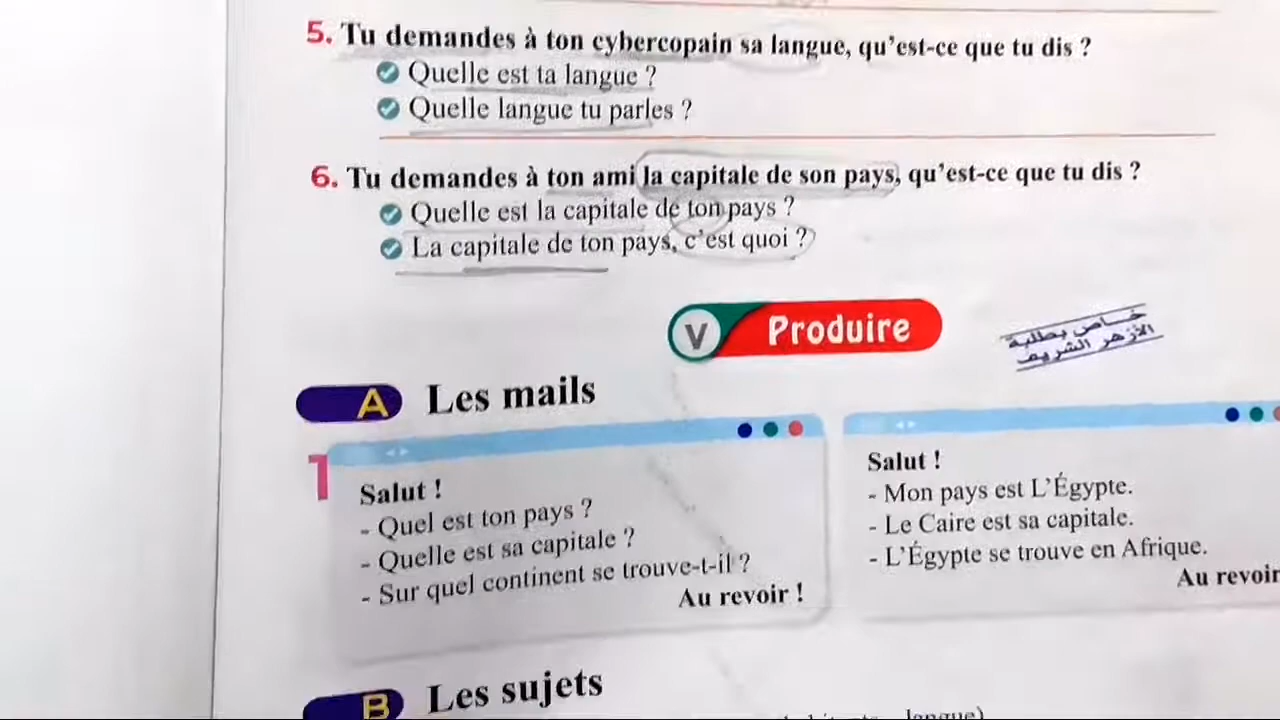 5. Tu demandes à ton cybercopain sa langue, qu'est-ce que tu dis ?
Quelle est ta langue ?
Quelle langue tu parles ?
6. Tu demandes à ton ami la capitale de son pays, qu'est-ce que tu dis ?
Quelle est la capitale de ton pays ?
La capitale de ton pays, c'est quoi ?
V Produire
خاص بطلبة
الأزهر الشريف
A Les mails
1
Salut !
- Quel est ton pays ?
- Quelle est sa capitale ?
- Sur quel continent se trouve-t-il ?
Au revoir !
Salut !
- Mon pays est L'Égypte.
- Le Caire est sa capitale.
- L'Égypte se trouve en Afrique.
Au revoir
B Les sujets
langue)